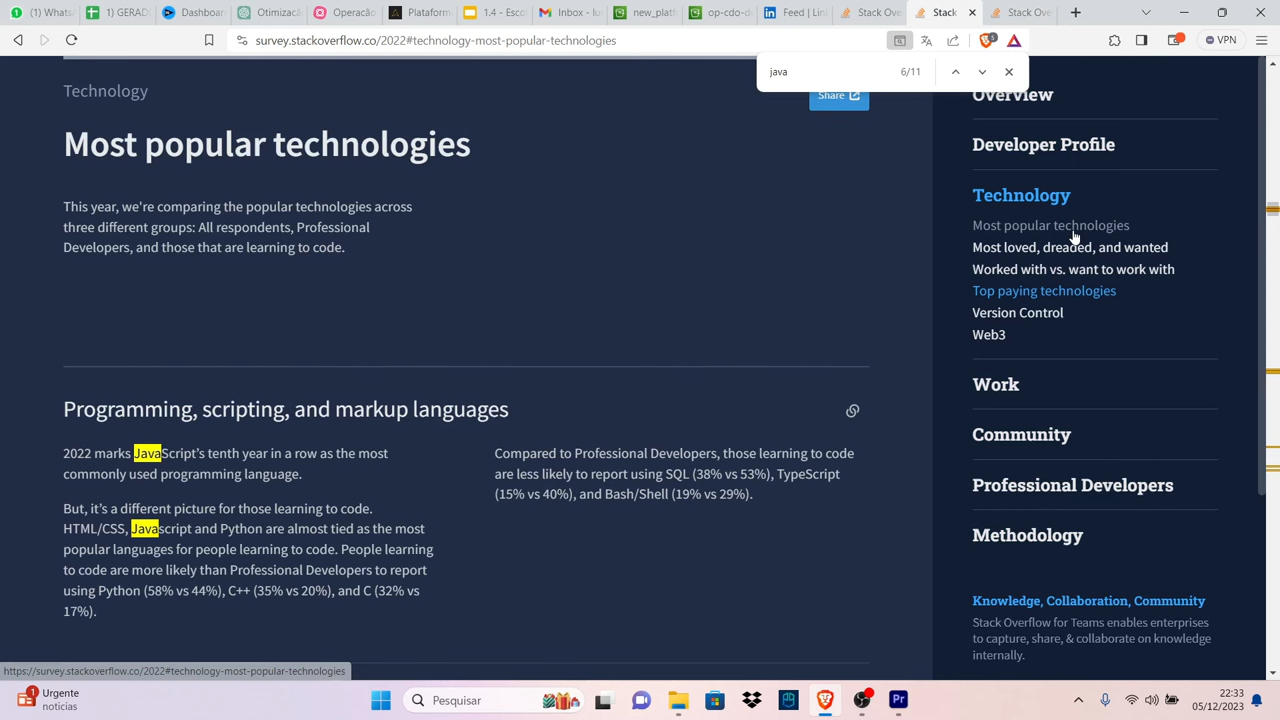 (1) Whats
(1) GERAD
Dashbo
Otimizaçã
Operacão
Plataform
1.4 - Esco
Inbox - lu
new_plat
op-cdo-d
Feed | Lin
Stack Ove
Stack
Stack Ov
survey.stackoverflow.co/2022#technology-most-popular-technologies
5
VPN
java
6/11
Technology
Share
Most popular technologies
This year, we're comparing the popular technologies across
three different groups: All respondents, Professional
Developers, and those that are learning to code.
Programming, scripting, and markup languages
2022 marks JavaScript's tenth year in a row as the most
commonly used programming language.
But, it's a different picture for those learning to code.
HTML/CSS, Javascript and Python are almost tied as the most
popular languages for people learning to code. People learning
to code are more likely than Professional Developers to report
using Python (58% vs 44%), C++ (35% vs 20%), and C (32% vs
17%).
Compared to Professional Developers, those learning to code
are less likely to report using SQL (38% vs 53%), TypeScript
(15% vs 40%), and Bash/Shell (19% vs 29%).
Overview
Developer Profile
Technology
Most popular technologies
Most loved, dreaded, and wanted
Worked with vs. want to work with
Top paying technologies
Version Control
Web3
Work
Community
Professional Developers
Methodology
Knowledge, Collaboration, Community
Stack Overflow for Teams enables enterprises
to capture, share, & collaborate on knowledge
internally.
https://survey.stackoverflow.co/2022#technology-most-popular-technologies
1
Urgente
notícias
Pesquisar
22:33
05/12/2023